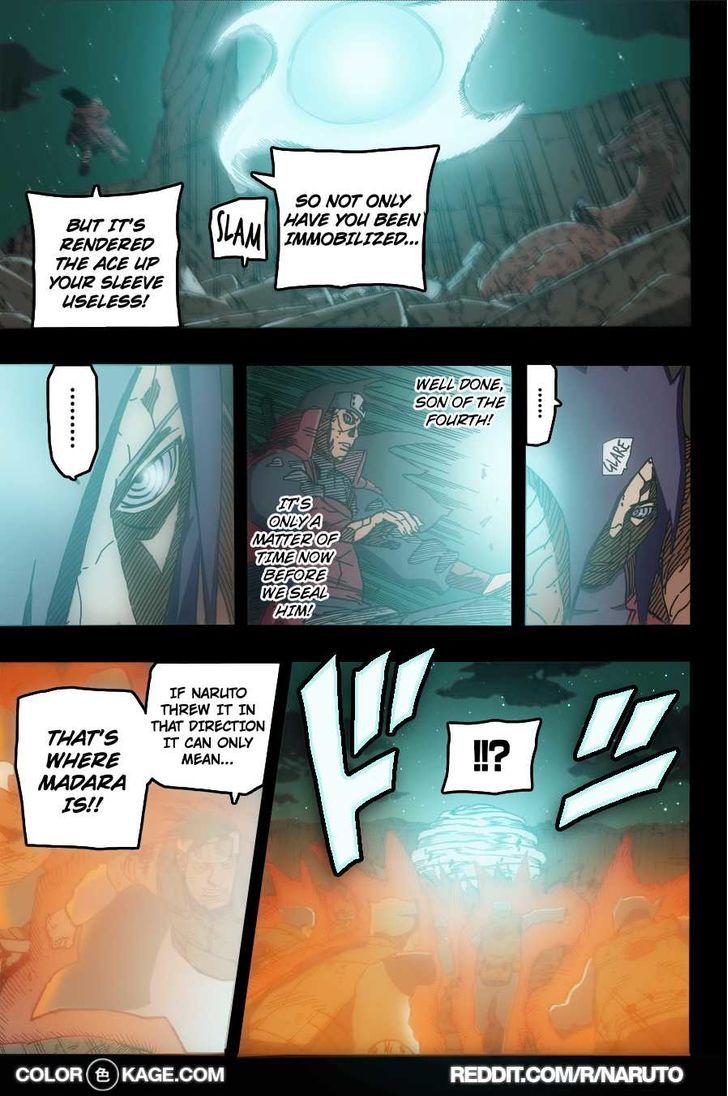 SO NOT ONLY
HAVE YOU BEEN
IMMOBILIZED...
SLAM
BUT IT'S
RENDERED
THE ACE UP
YOUR SLEEVE
USELESS!
........
GLARE
WELL DONE,
SON OF THE
FOURTH!
IT'S
ONLY A
MATTER OF
TIME NOW
BEFORE
WE SEAL
HIM!
........
!!?
ドッ
IF NARUTO
THREW IT IN
THAT DIRECTION
IT CAN ONLY
MEAN...
THAT'S
WHERE
MADARA
IS!!
COLOR 色 KAGE.COM
REDDIT.COM/R/NARUTO